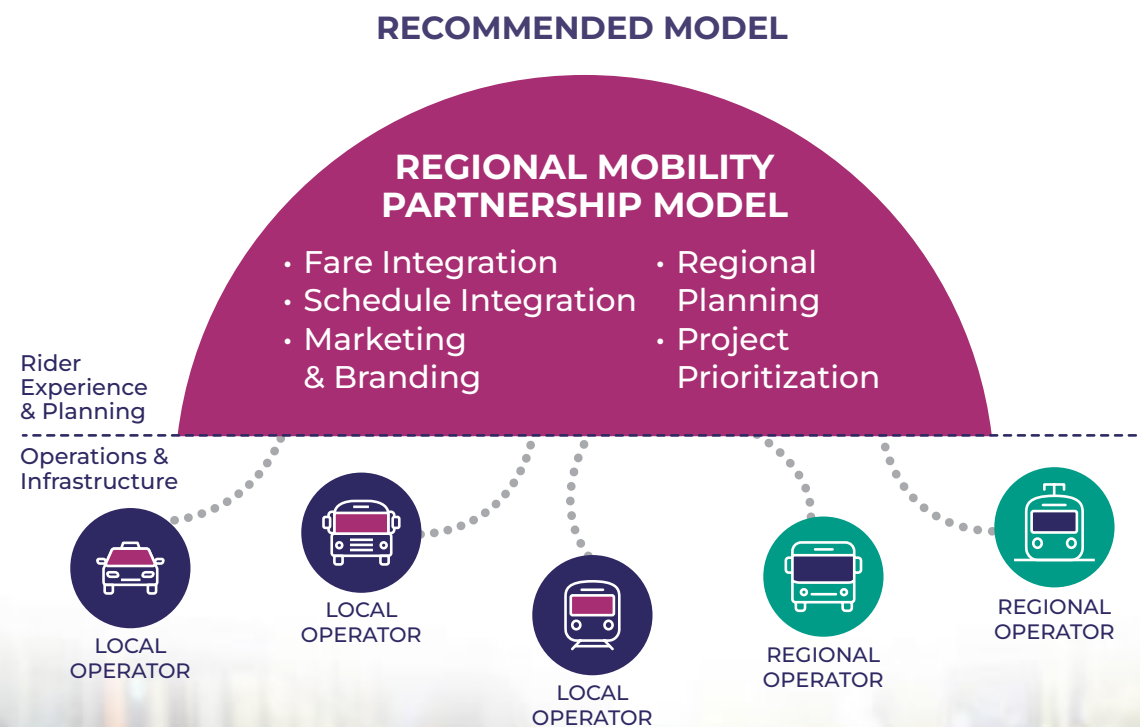 RECOMMENDED MODEL
REGIONAL MOBILITY
PARTNERSHIP MODEL
• Fare Integration
• Schedule Integration
• Marketing
& Branding
• Regional
Planning
• Project
Prioritization
Rider
Experience
& Planning
Operations &
Infrastructure
LOCAL
OPERATOR
LOCAL
OPERATOR
LOCAL
OPERATOR
REGIONAL
OPERATOR
REGIONAL
OPERATOR